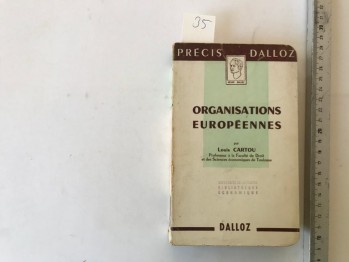 35
PRÉCIS DALLOZ
ORGANISATIONS
EUROPÉENNES
par
Louis CARTOU
Professeur à la Faculté de Droit
et des Sciences économiques de Toulouse
DALLOZ